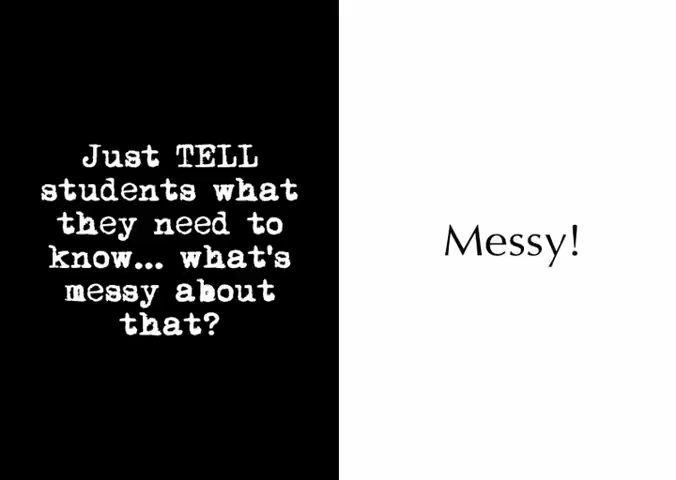 Just TELL
students what
they need to
know... what's
messy about
that?
Messy!